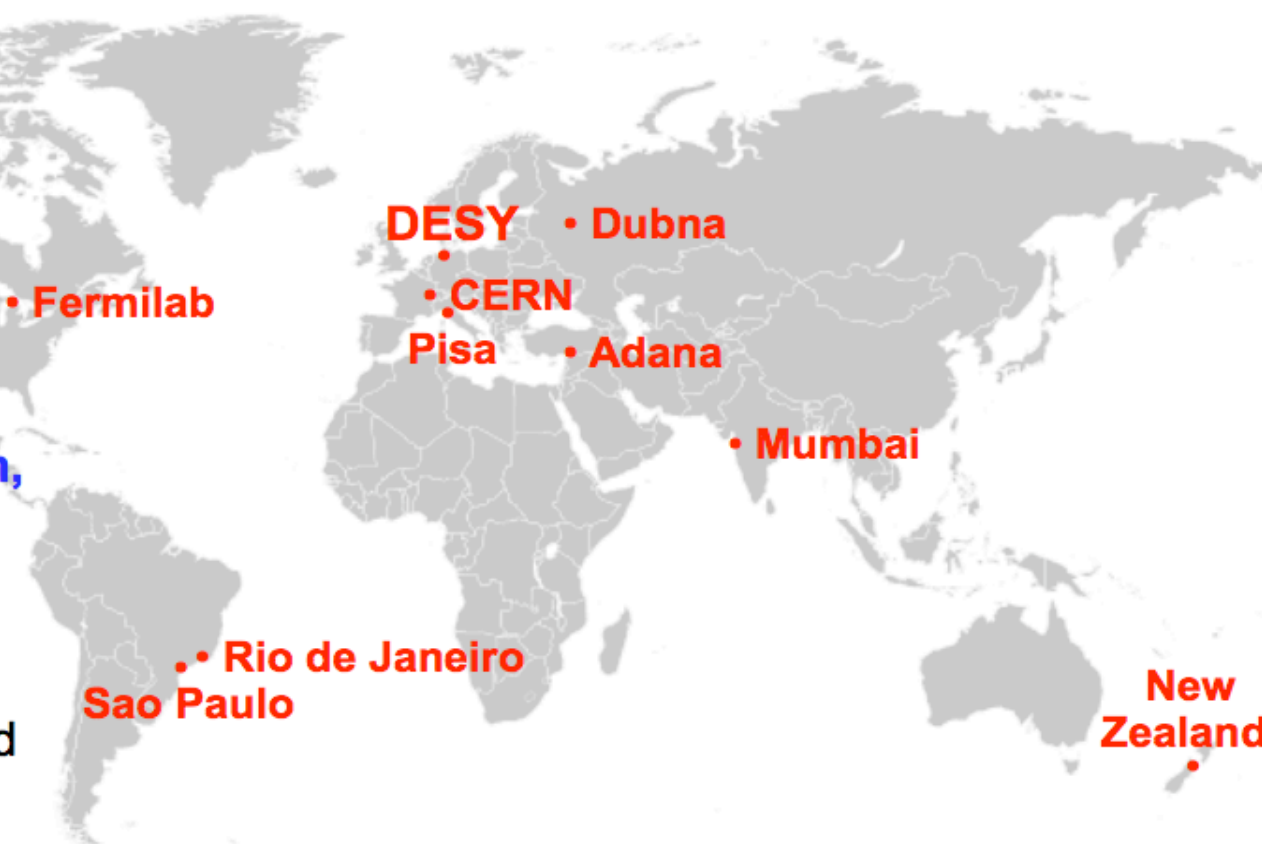 DESY
Dubna
Fermilab
CERN
Pisa
Adana
Mumbai
Rio de Janeiro
Sao Paulo
New
Zealand